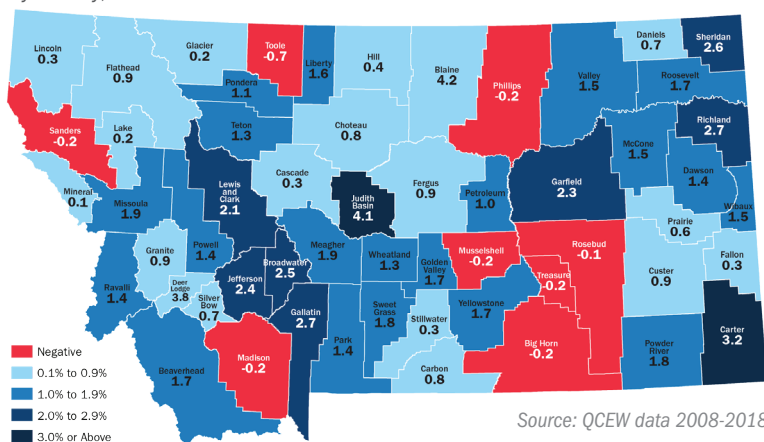 Lincoln
0.3
Flathead
0.9
Glacier
0.2
Toole
-0.7
Liberty
1.6
Hill
0.4
Blaine
4.2
Phillips
-0.2
Valley
1.5
Daniels
0.7
Sheridan
2.6
Roosevelt
1.7
Pondera
1.1
Teton
1.3
Choteau
0.8
Sanders
-0.2
Lake
0.2
Richland
2.7
McCone
1.5
Dawson
1.4
Wibaux
1.5
Mineral
0.1
Missoula
1.9
Lewis
and
Clark
2.1
Cascade
0.3
Judith
Basin
4.1
Fergus
0.9
Petroleum
1.0
Garfield
2.3
Prairie
0.6
Fallon
0.3
Granite
0.9
Powell
1.4
Broadwater
2.5
Meagher
1.9
Wheatland
1.3
Golden
Valley
1.7
Musselshell
-0.2
Rosebud
-0.1
Treasure
-0.2
Custer
0.9
Ravalli
1.4
Deer
Lodge
3.8
Silver
Bow
0.7
Jefferson
2.4
Gallatin
2.7
Park
1.4
Sweet
Grass
1.8
Stillwater
0.3
Yellowstone
1.7
Big Horn
-0.2
Powder
River
1.8
Carter
3.2
Beaverhead
1.7
Madison
-0.2
Carbon
0.8
Negative
0.1% to 0.9%
1.0% to 1.9%
2.0% to 2.9%
3.0% or Above
Source: QCEW data 2008-2018